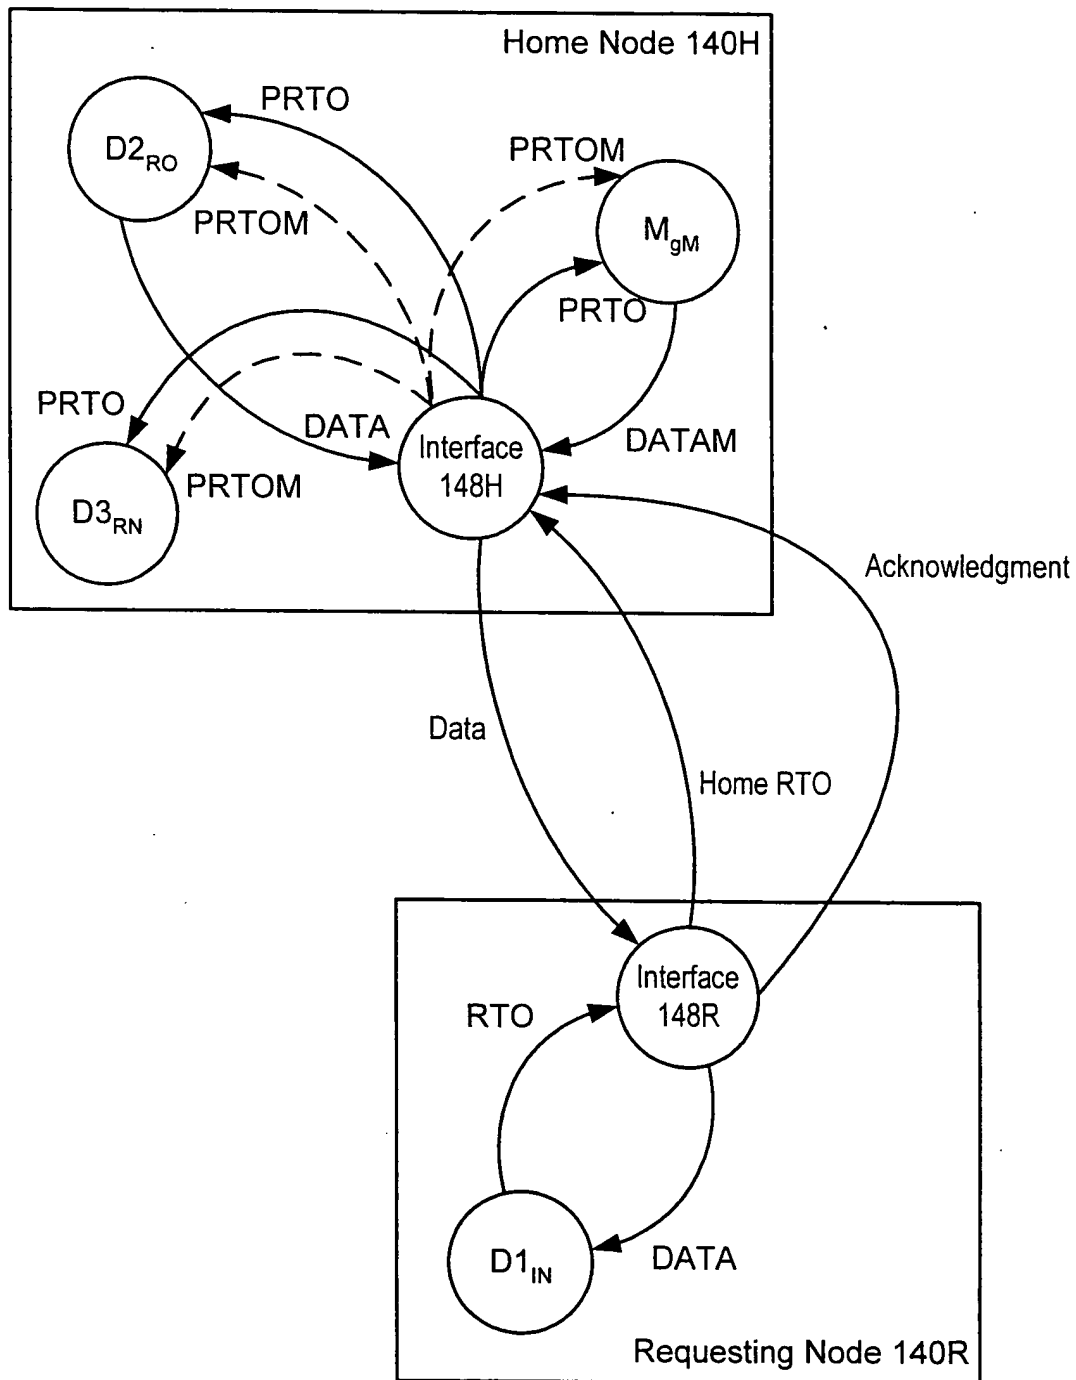 Home Node 140H
PRTO
D2RO
PRTOM
PRTOM
MgM
PRTO
PRTO
DATA
Interface
148H
DATAM
PRTOM
D3RN
Acknowledgment
Data
Home RTO
Interface
148R
RTO
D1IN
DATA
Requesting Node 140R